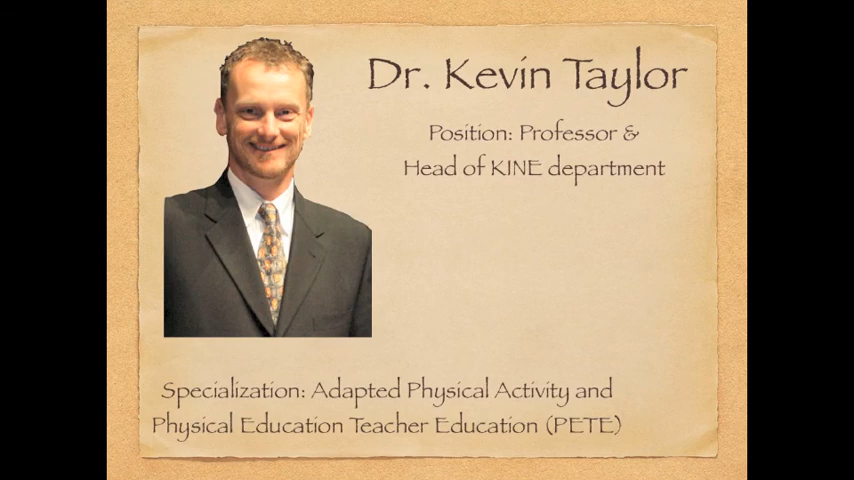 Dr. Kevin Taylor
Position: Professor &
Head of KINE department
Specialization: Adapted Physical Activity and
Physical Education Teacher Education (PETE)